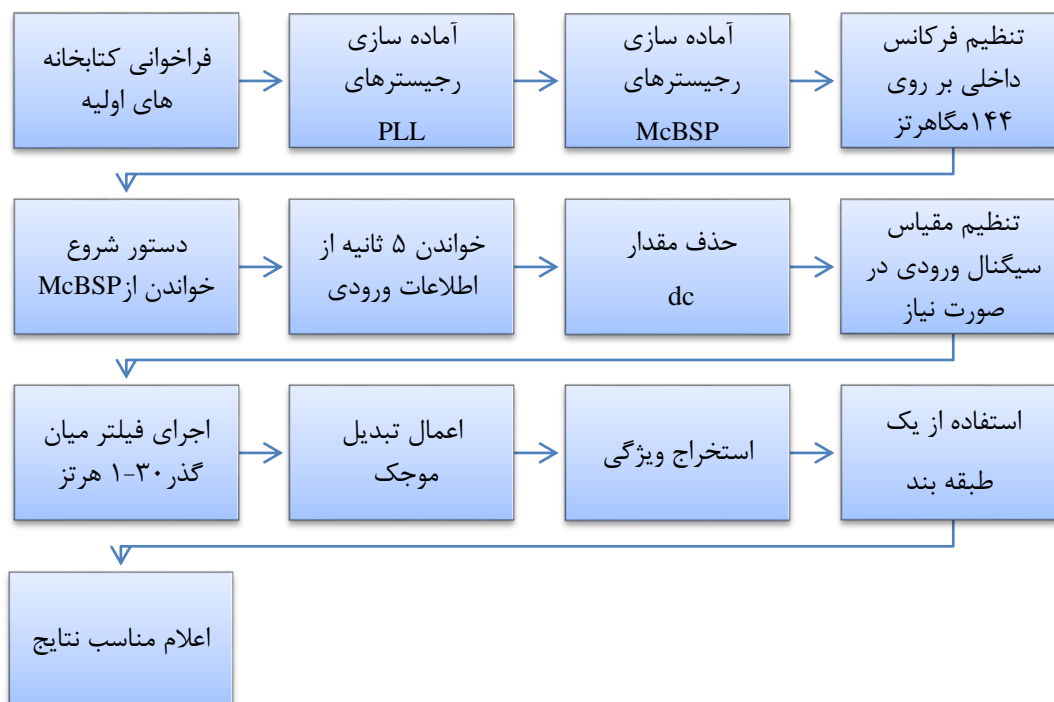 فراخوانی کتابخانه
های اولیه
آماده سازی
رجیسترهای
PLL
آماده سازی
رجیسترهای
McBSP
تنظیم فرکانس
داخلی بر روی
۱۴۴مگاهرتز
دستور شروع
خواندن ازMcBSP
خواندن ۵ ثانیه از
اطلاعات ورودی
حذف مقدار
dc
تنظیم مقیاس
سیگنال ورودی در
صورت نیاز
اجرای فیلتر میان
گذر۳۰-۱ هرتز
اعمال تبدیل
موجک
استخراج ویژگی
استفاده از یک
طبقه بند
اعلام مناسب نتایج